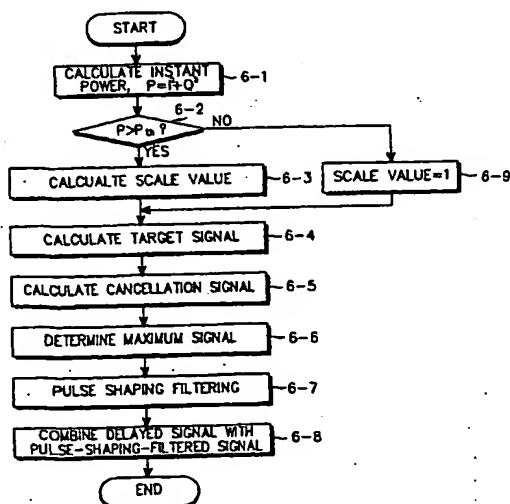 START
CALCULATE INSTANT
POWER, P=I²+Q²
6-1
6-2
P>Pth ?
NO
YES
CALCUALTE SCALE VALUE
6-3
SCALE VALUE=1
6-9
CALCULATE TARGET SIGNAL
6-4
CALCULATE CANCELLATION SIGNAL
6-5
DETERMINE MAXIMUM SIGNAL
6-6
PULSE SHAPING FILTERING
6-7
COMBINE DELAYED SIGNAL WITH
PULSE-SHAPING-FILTERED SIGNAL
6-8
END